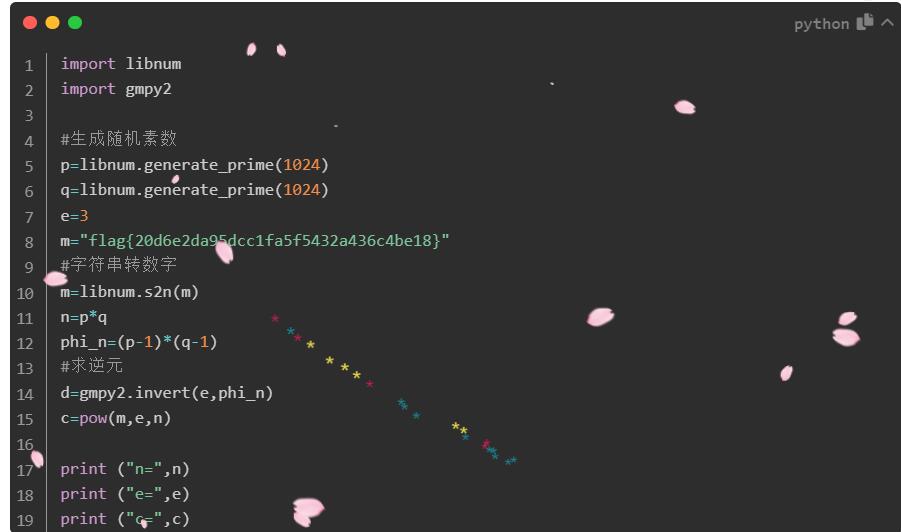 python
1 import libnum
2 import gmpy2
3
4 #生成随机素数
5 p=libnum.generate_prime(1024)
6 q=libnum.generate_prime(1024)
7 e=3
8 m="flag{20d6e2da95dcc1fa5f5432a436c4be18}"
9 #字符串转数字
10 m=libnum.s2n(m)
11 n=p*q
12 phi_n=(p-1)*(q-1)
13 #求逆元
14 d=gmpy2.invert(e,phi_n)
15 c=pow(m,e,n)
16
17 print ("n=",n)
18 print ("e=",e)
19 print ("c=",c)